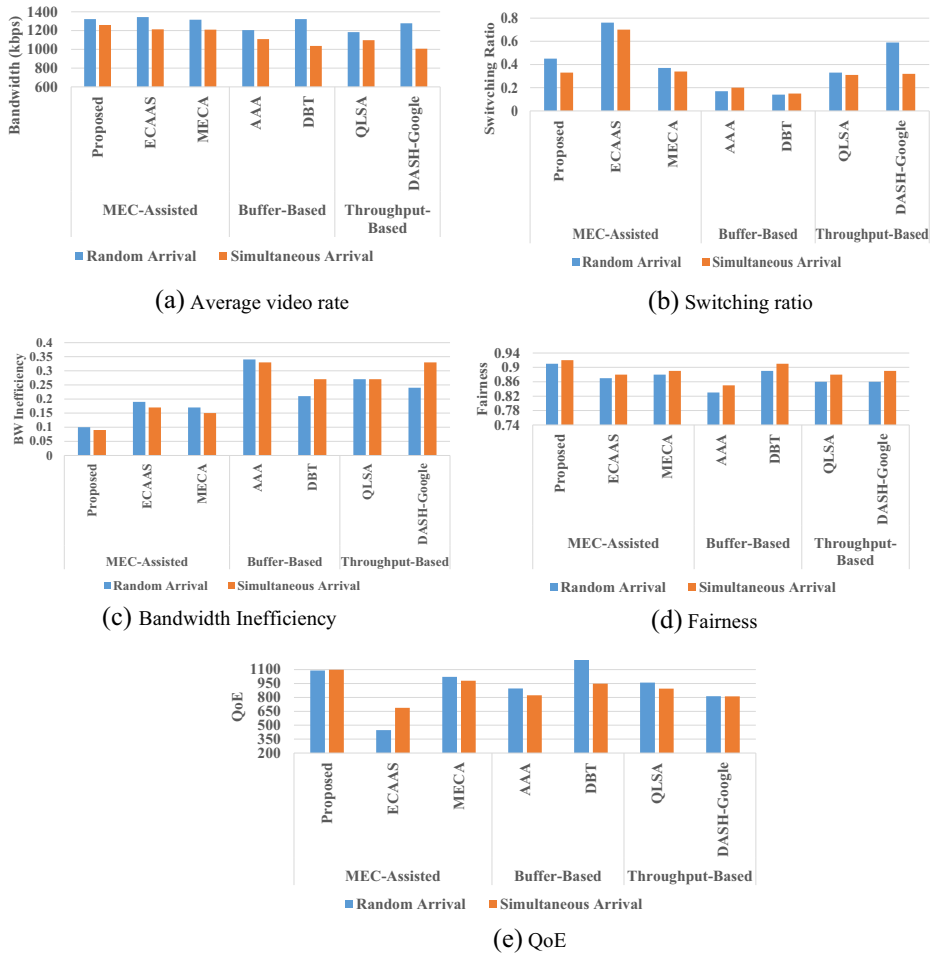 1400
1200
1000
800
600
Bandwidth (kbps)
Proposed
ECAAS
MECA
AAA
DBT
QLSA
DASH-Google
MEC-Assisted
Buffer-Based
Throughput-
Based
Random Arrival
Simultaneous Arrival
(a) Average video rate
0.8
0.6
0.4
0.2
0
Switvching Ratio
Proposed
ECAAS
MECA
AAA
DBT
QLSA
DASH-Google
MEC-Assisted
Buffer-Based
Throughput-Based
Random Arrival
Simultaneous Arrival
(b) Switching ratio
0.4
0.35
0.3
0.25
0.2
0.15
0.1
0.05
0
BW Inefficiency
Proposed
ECAAS
MECA
AAA
DBT
QLSA
DASH-Google
MEC-Assisted
Buffer-Based
Throughput-Based
Random Arrival
Simultaneous Arrival
(c) Bandwidth Inefficiency
0.94
0.9
0.86
0.82
0.78
0.74
Fairness
Proposed
ECAAS
MECA
AAA
DBT
QLSA
DASH-Google
MEC-Assisted
Buffer-Based
Throughput-
Based
Random Arrival
Simultaneous Arrival
(d) Fairness
1100
950
800
650
500
350
200
QoE
Proposed
ECAAS
MECA
AAA
DBT
QLSA
DASH-Google
MEC-Assisted
Buffer-Based
Throughput-Based
Random Arrival
Simultaneous Arrival
(e) QoE